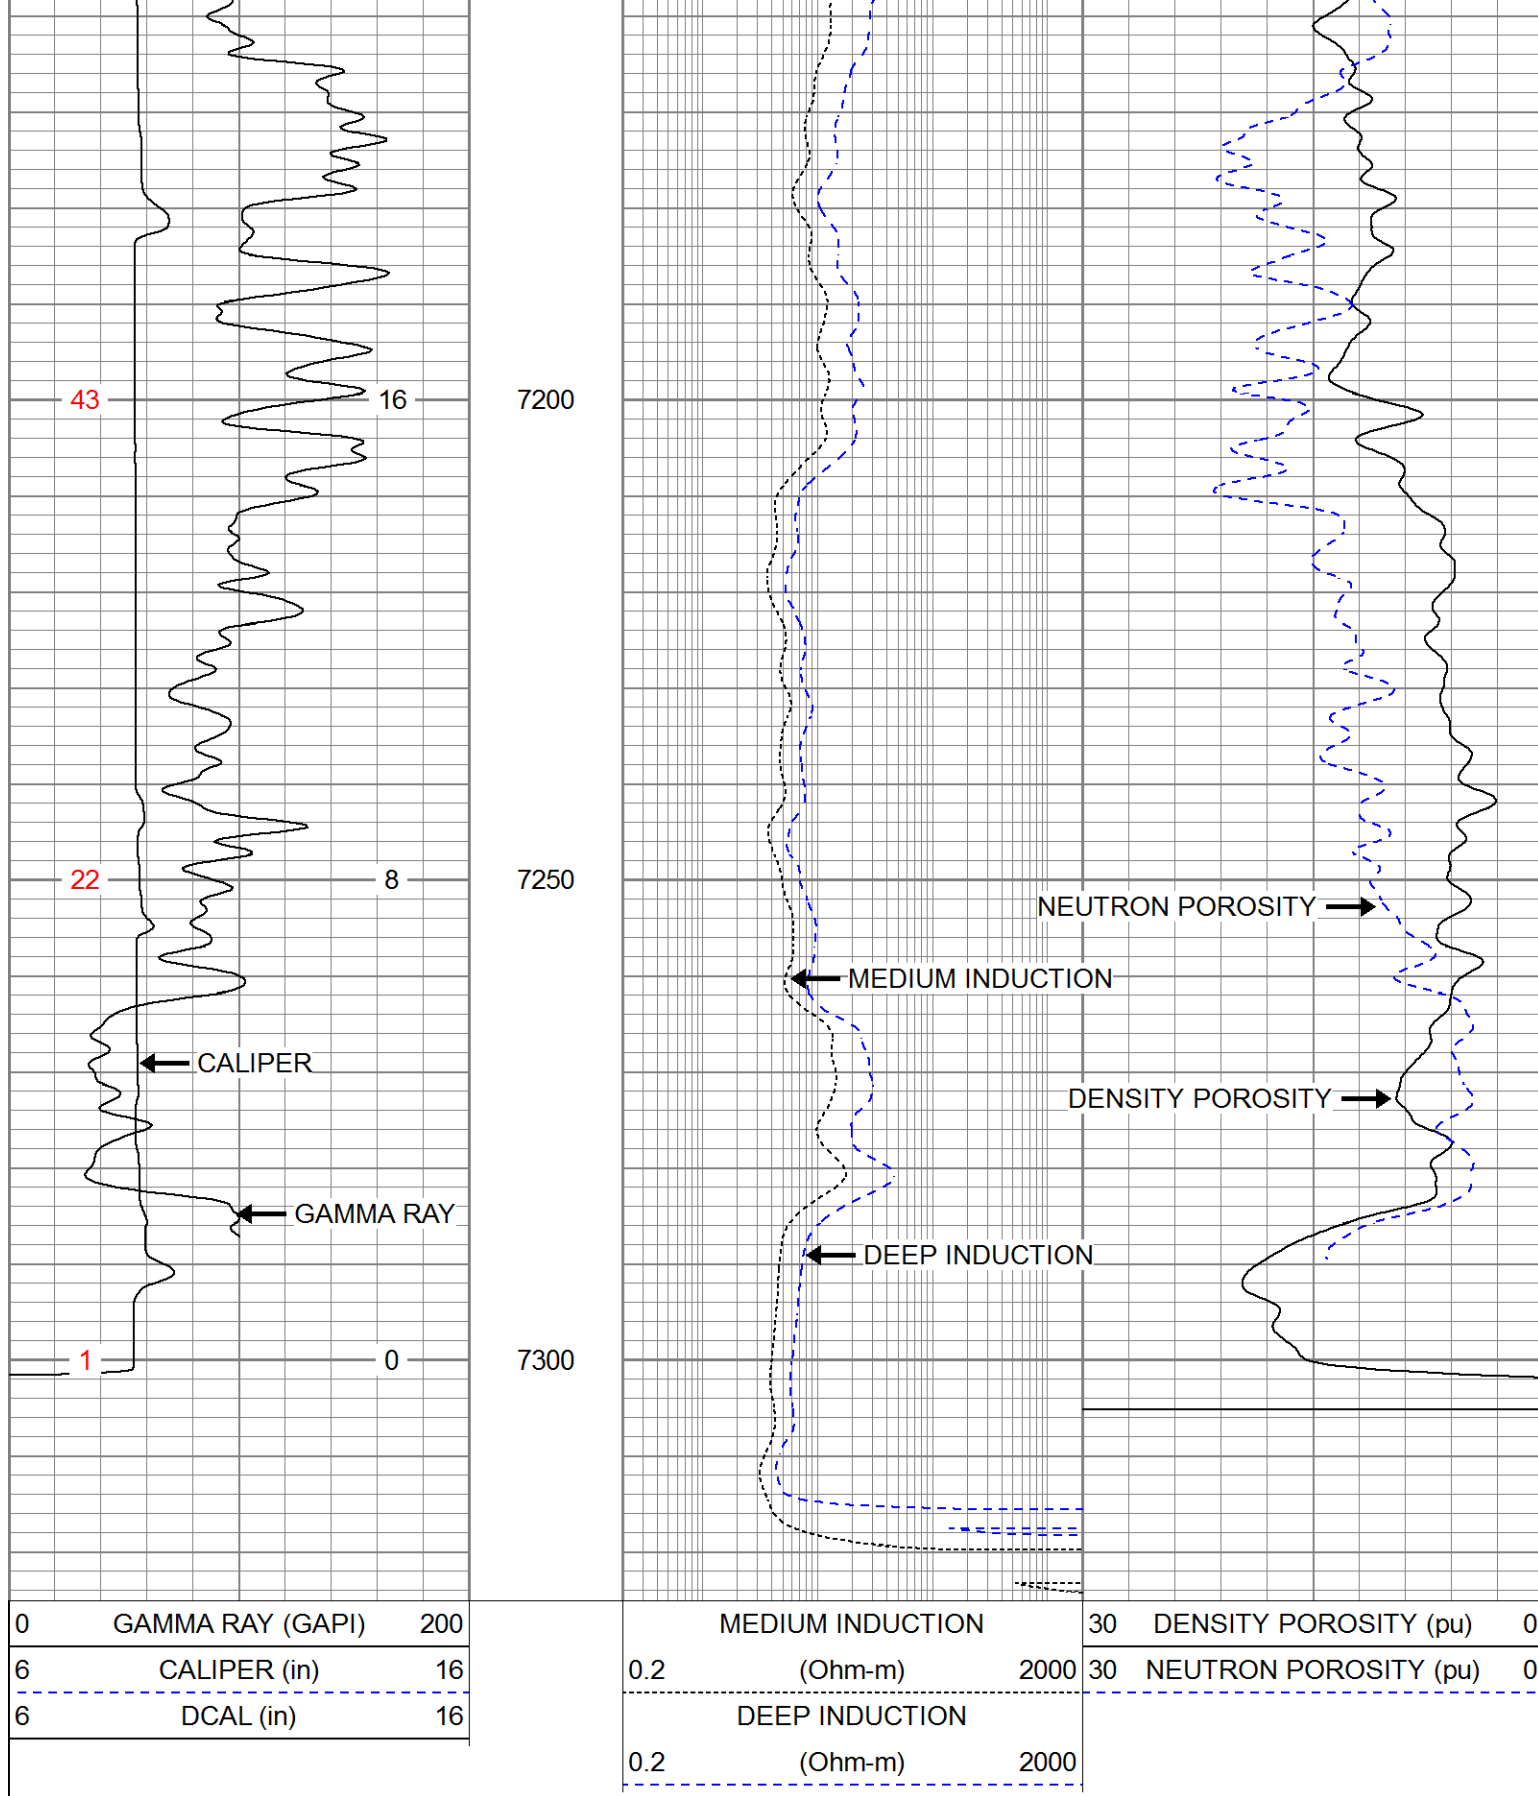 43 16 7200
22 8 7250
NEUTRON POROSITY
MEDIUM INDUCTION
CALIPER
DENSITY POROSITY
GAMMA RAY
DEEP INDUCTION
1 0 7300
0 GAMMA RAY (GAPI) 200
6 CALIPER (in) 16
6 DCAL (in) 16
MEDIUM INDUCTION
0.2 (Ohm-m) 2000
DEEP INDUCTION
0.2 (Ohm-m) 2000
30 DENSITY POROSITY (pu) 0
30 NEUTRON POROSITY (pu) 0